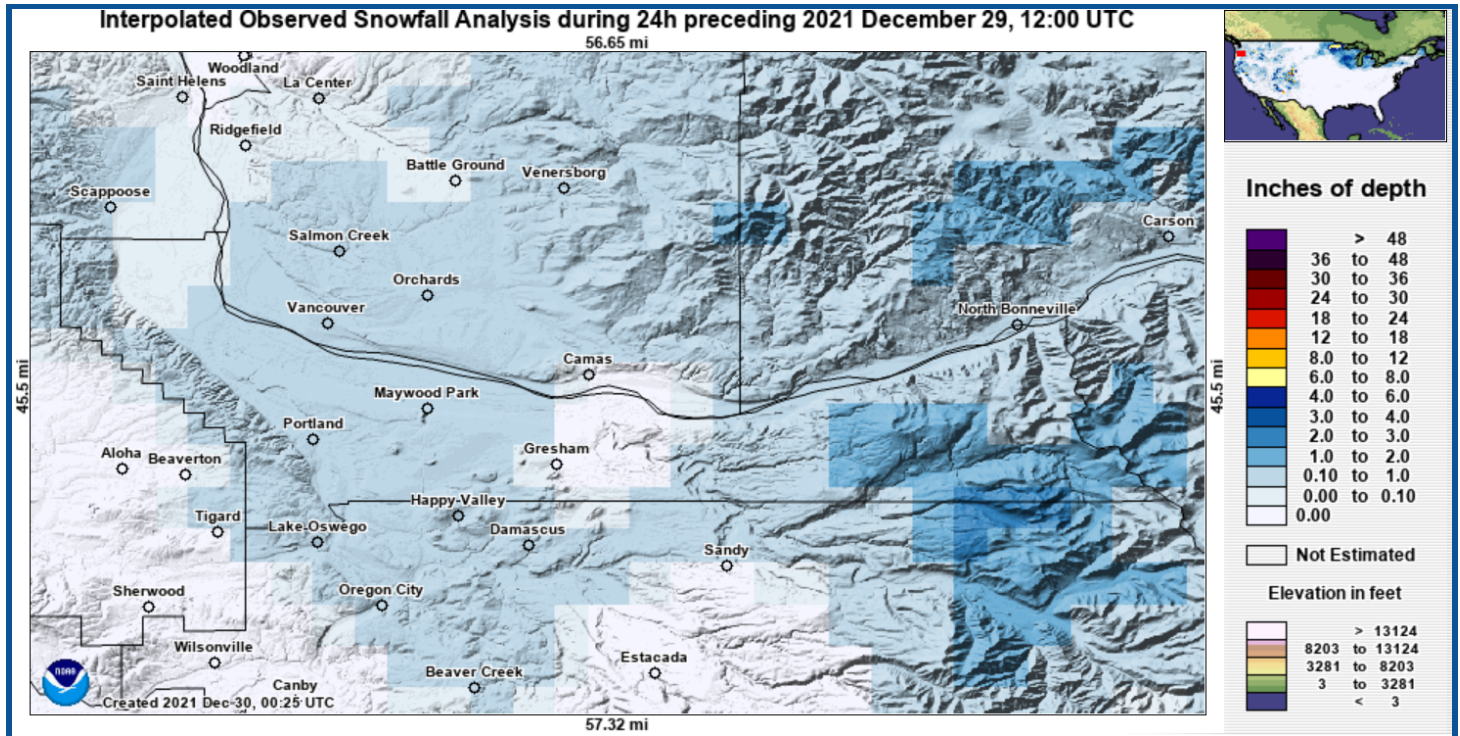 Interpolated Observed Snowfall Analysis during 24h preceding 2021 December 29, 12:00 UTC
56.65 mi
Woodland
Saint Helens
La Center
Ridgefield
Battle Ground
Venersborg
Scappoose
Carson
Salmon Creek
Orchards
Vancouver
North Bonneville
Camas
45.5 mi
45.5 mi
Maywood Park
Portland
Gresham
Aloha
Beaverton
Happy Valley
Tigard
Lake Oswego
Damascus
Sandy
Sherwood
Oregon City
Wilsonville
Estacada
Beaver Creek
Canby
NOAA
Created 2021 Dec 30, 00:25 UTC
57.32 mi
Inches of depth
> 48
36 to 48
30 to 36
24 to 30
18 to 24
12 to 18
8.0 to 12
6.0 to 8.0
4.0 to 6.0
3.0 to 4.0
2.0 to 3.0
1.0 to 2.0
0.10 to 1.0
0.00 to 0.10
0.00
Not Estimated
Elevation in feet
> 13124
8203 to 13124
3281 to 8203
3 to 3281
< 3